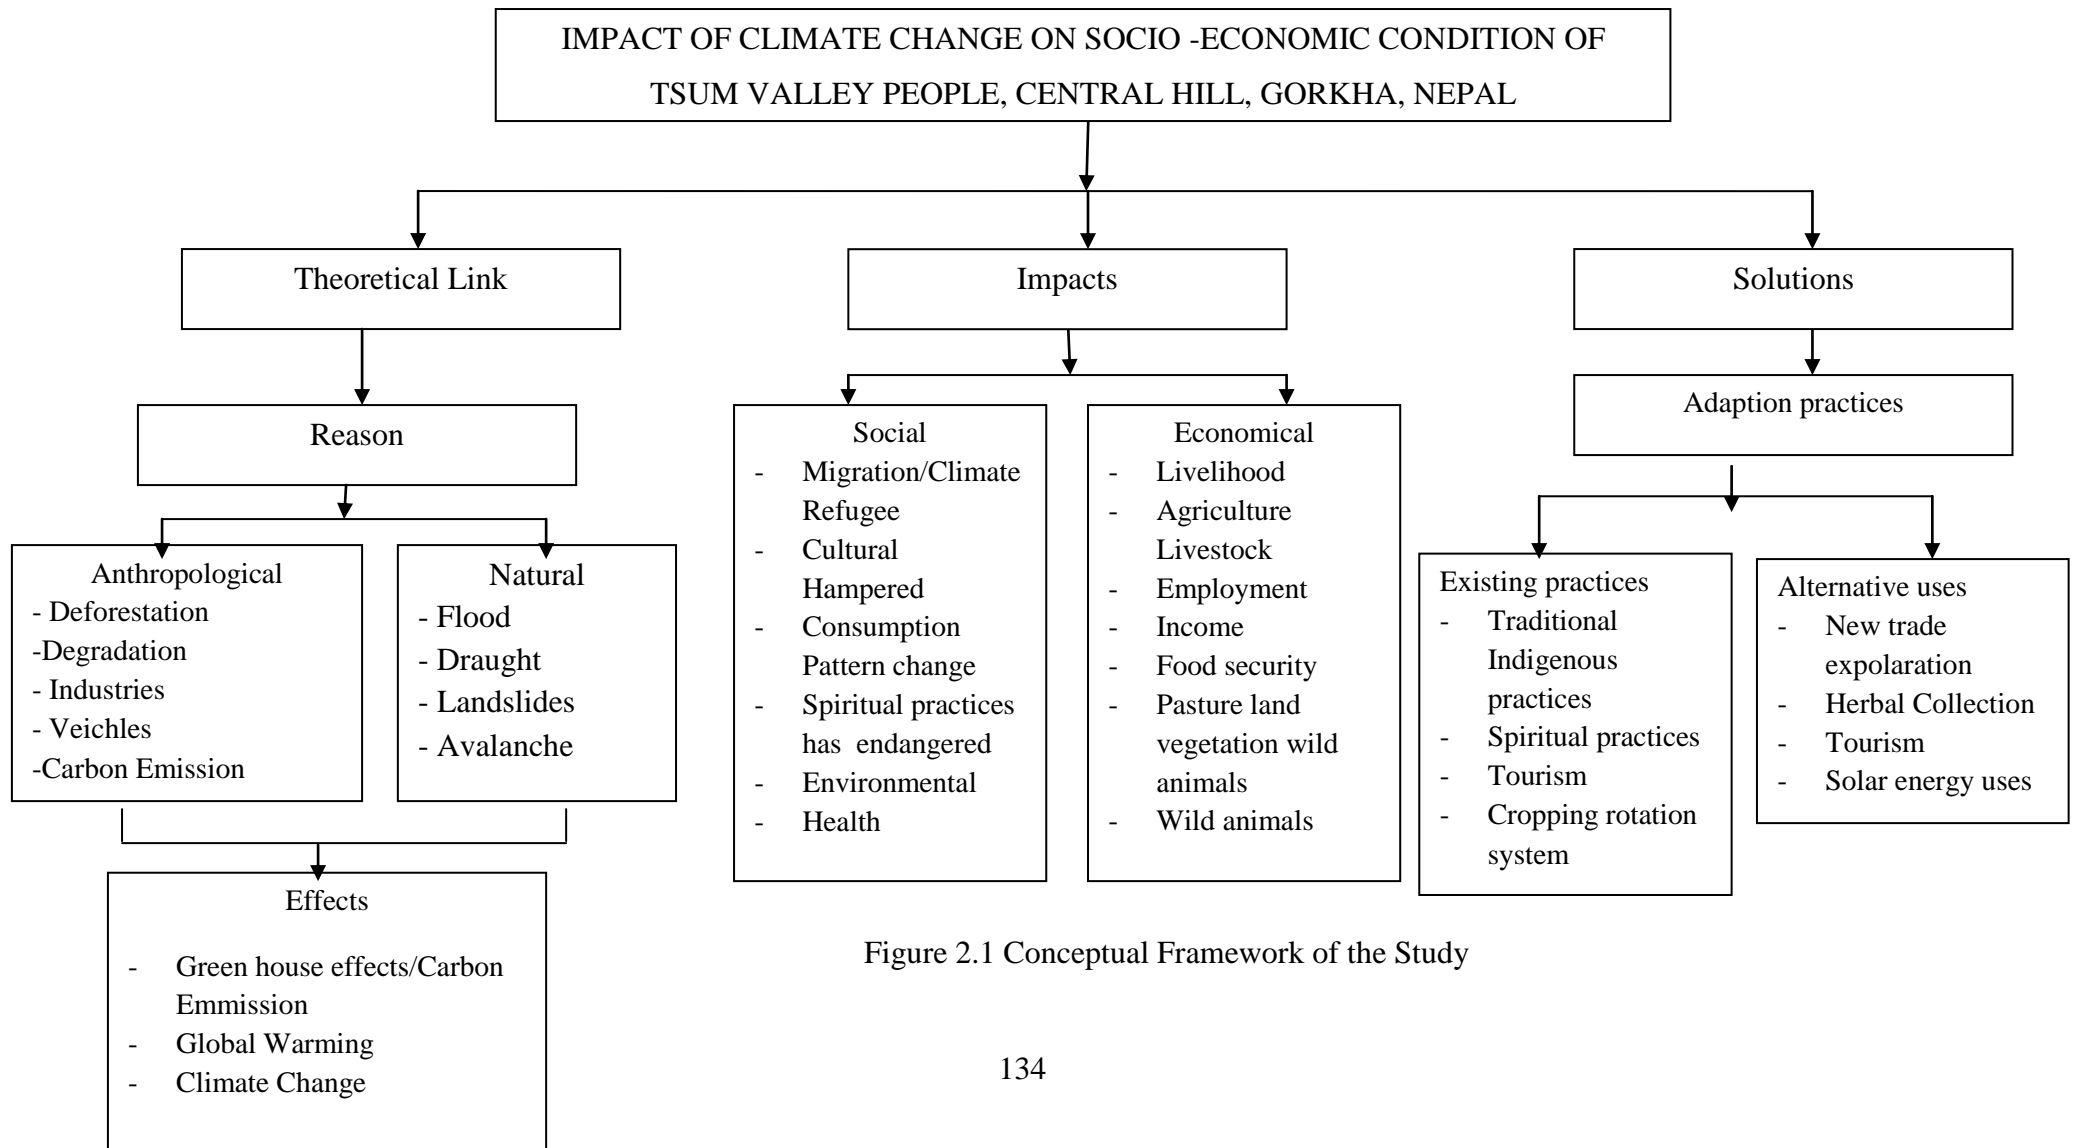 IMPACT OF CLIMATE CHANGE ON SOCIO -ECONOMIC CONDITION OF
TSUM VALLEY PEOPLE, CENTRAL HILL, GORKHA, NEPAL
Theoretical Link
Impacts
Solutions
Reason
Adaption practices
Anthropological
- Deforestation
-Degradation
- Industries
- Veichles
-Carbon Emission
Natural
- Flood
- Draught
- Landslides
- Avalanche
Social
- Migration/Climate
Refugee
- Cultural
Hampered
- Consumption
Pattern change
- Spiritual practices
has endangered
- Environmental
- Health
Economical
- Livelihood
- Agriculture
Livestock
- Employment
- Income
- Food security
- Pasture land
vegetation wild
animals
- Wild animals
Existing practices
- Traditional
Indigenous
practices
- Spiritual practices
- Tourism
- Cropping rotation
system
Alternative uses
- New trade
expolaration
- Herbal Collection
- Tourism
- Solar energy uses
Effects
- Green house effects/Carbon
Emmission
- Global Warming
- Climate Change
Figure 2.1 Conceptual Framework of the Study
134